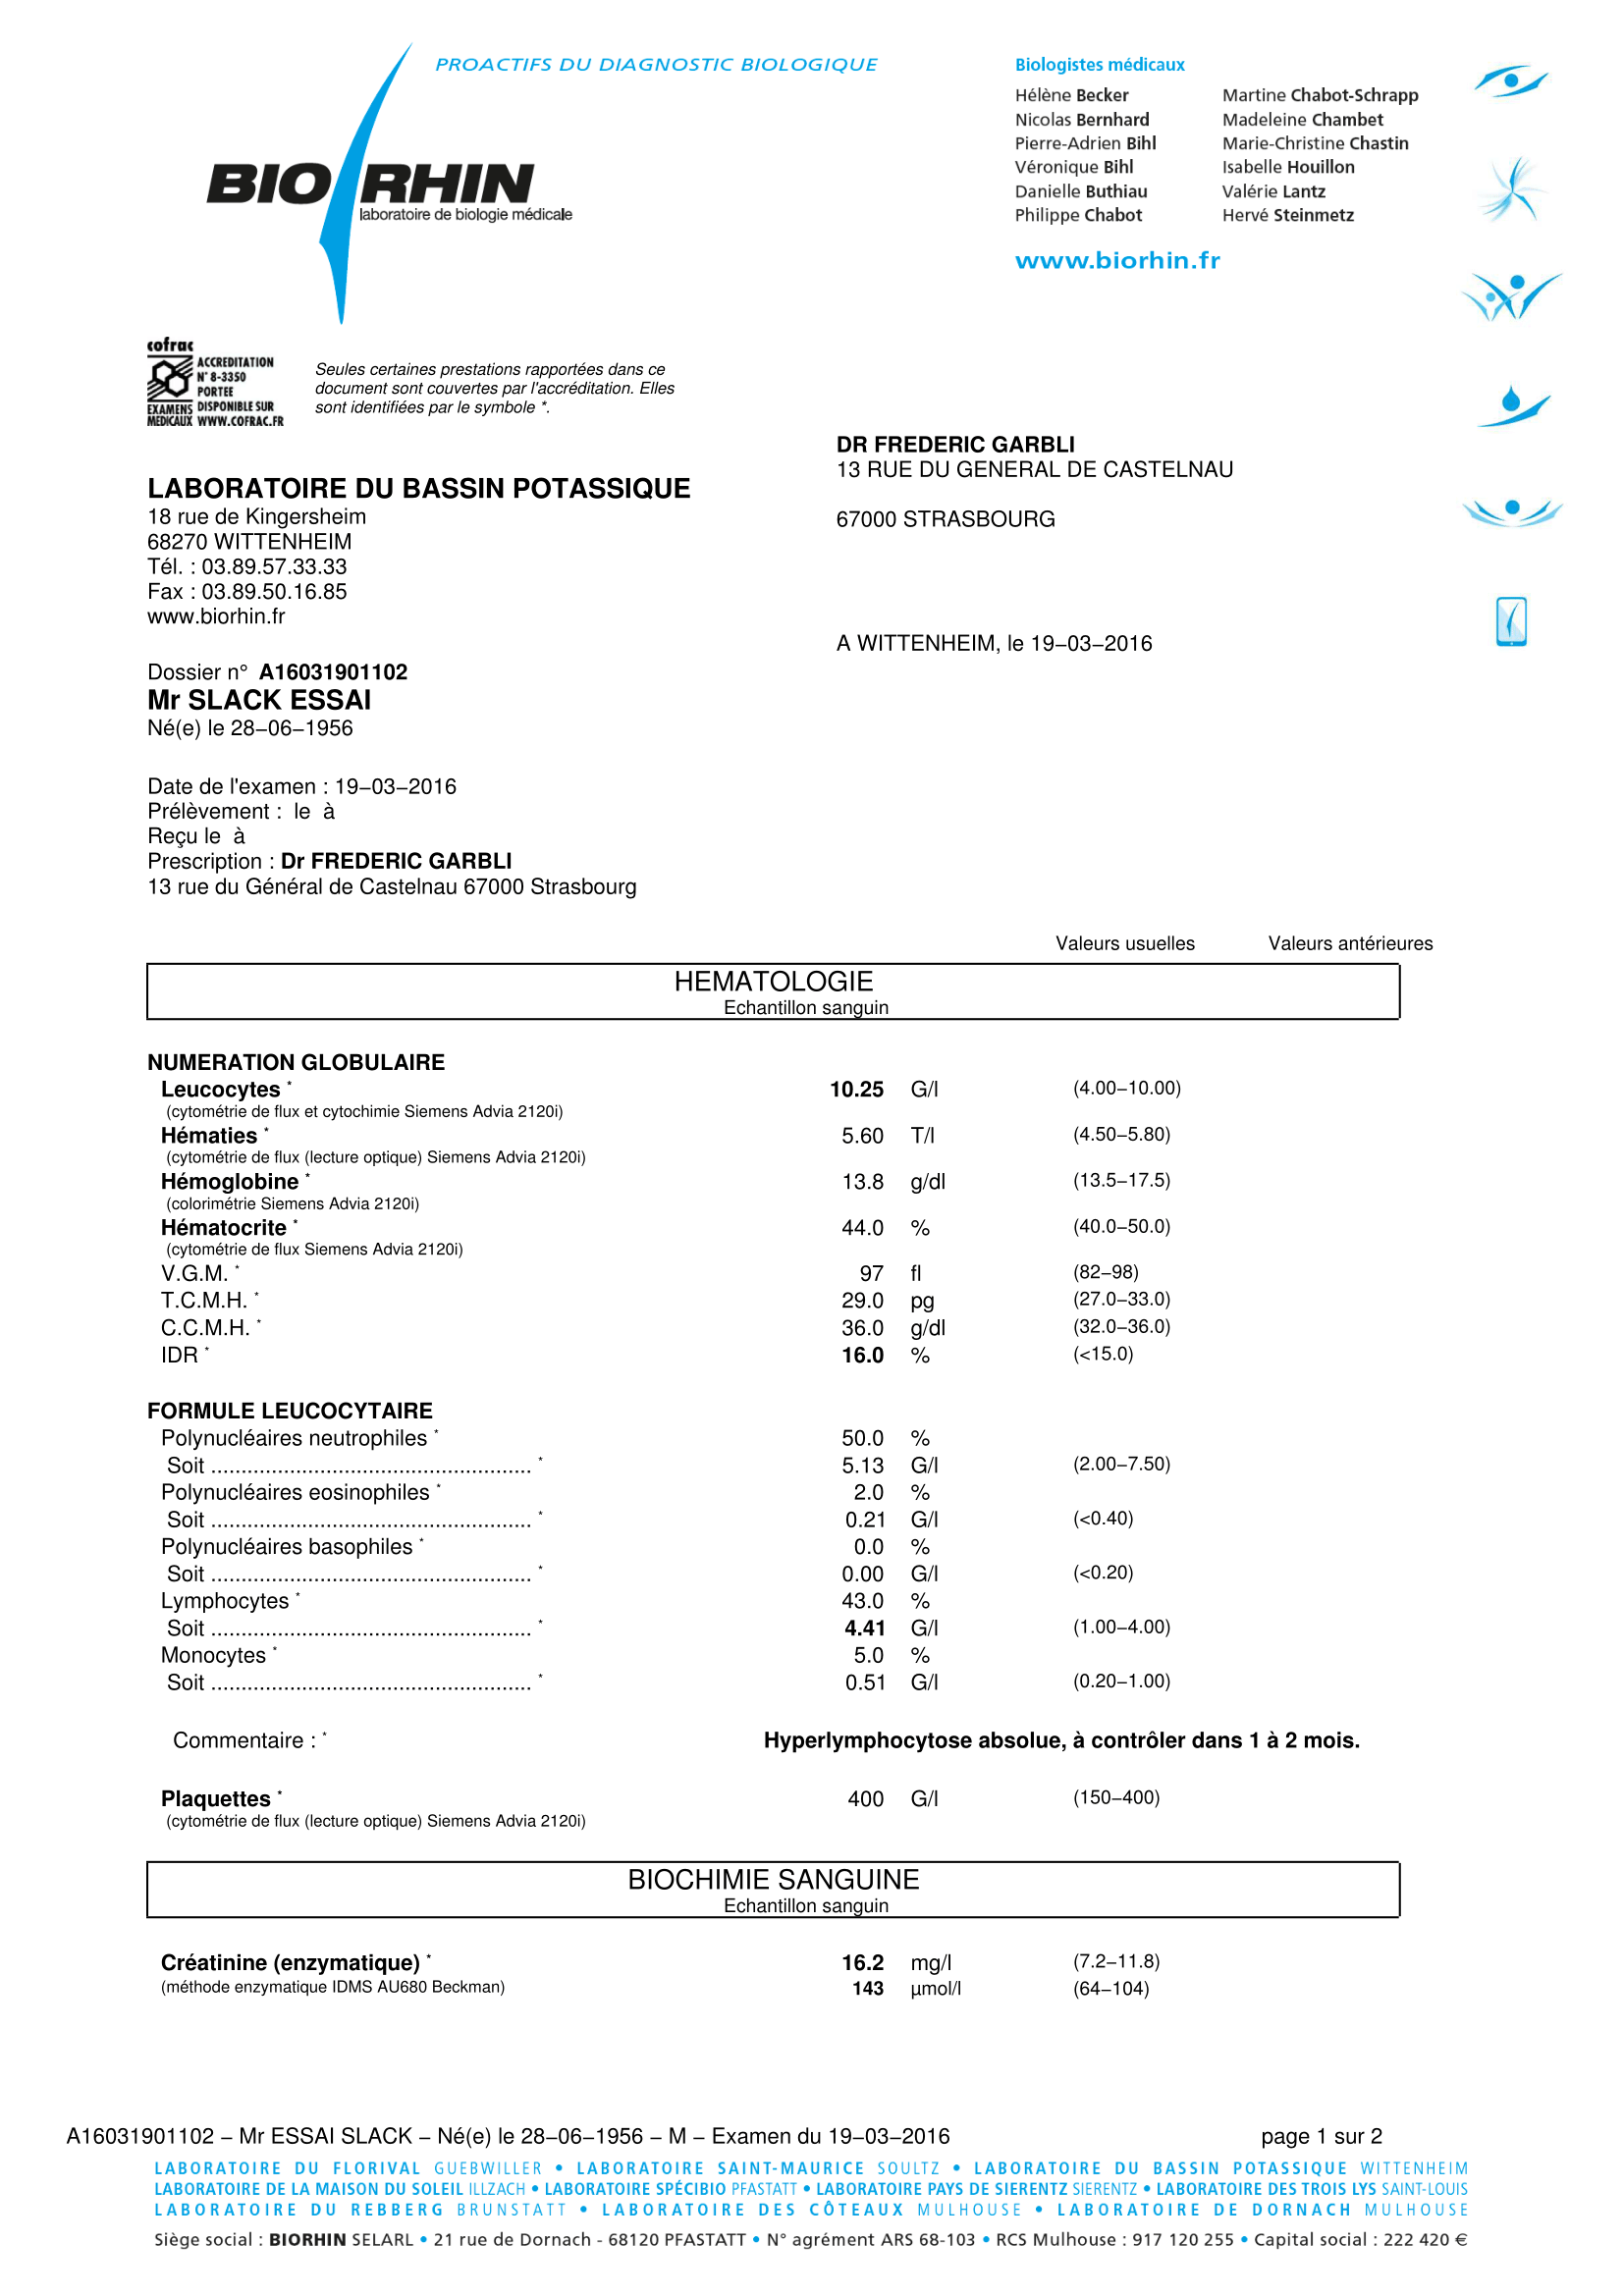 PROACTIFS DU DIAGNOSTIC BIOLOGIQUE
BIO RHIN
laboratoire de biologie médicale
Biologistes médicaux
Hélène Becker Martine Chabot-Schrapp
Nicolas Bernhard Madeleine Chambet
Pierre-Adrien Bihl Marie-Christine Chastin
Véronique Bihl Isabelle Houillon
Danielle Buthiau Valérie Lantz
Philippe Chabot Hervé Steinmetz
www.biorhin.fr
cofrac
ACCREDITATION
N° 8-3350
PORTEE
EXAMENS DISPONIBLE SUR
MEDICAUX WWW.COFRAC.FR
Seules certaines prestations rapportées dans ce
document sont couvertes par l'accréditation. Elles
sont identifiées par le symbole *.
DR FREDERIC GARBLI
13 RUE DU GENERAL DE CASTELNAU
67000 STRASBOURG
LABORATOIRE DU BASSIN POTASSIQUE
18 rue de Kingersheim
68270 WITTENHEIM
Tél. : 03.89.57.33.33
Fax : 03.89.50.16.85
www.biorhin.fr
A WITTENHEIM, le 19–03–2016
Dossier n° A16031901102
Mr SLACK ESSAI
Né(e) le 28–06–1956
Date de l'examen : 19–03–2016
Prélèvement : le à
Reçu le à
Prescription : Dr FREDERIC GARBLI
13 rue du Général de Castelnau 67000 Strasbourg
Valeurs usuelles Valeurs antérieures
HEMATOLOGIE
Echantillon sanguin
NUMERATION GLOBULAIRE
Leucocytes * 10.25 G/l (4.00–10.00)
(cytométrie de flux et cytochimie Siemens Advia 2120i)
Hématies * 5.60 T/l (4.50–5.80)
(cytométrie de flux (lecture optique) Siemens Advia 2120i)
Hémoglobine * 13.8 g/dl (13.5–17.5)
(colorimétrie Siemens Advia 2120i)
Hématocrite * 44.0 % (40.0–50.0)
(cytométrie de flux Siemens Advia 2120i)
V.G.M. * 97 fl (82–98)
T.C.M.H. * 29.0 pg (27.0–33.0)
C.C.M.H. * 36.0 g/dl (32.0–36.0)
IDR * 16.0 % (<15.0)
FORMULE LEUCOCYTAIRE
Polynucléaires neutrophiles * 50.0 %
Soit ..................................................... * 5.13 G/l (2.00–7.50)
Polynucléaires eosinophiles * 2.0 %
Soit ..................................................... * 0.21 G/l (<0.40)
Polynucléaires basophiles * 0.0 %
Soit ..................................................... * 0.00 G/l (<0.20)
Lymphocytes * 43.0 %
Soit ..................................................... * 4.41 G/l (1.00–4.00)
Monocytes * 5.0 %
Soit ..................................................... * 0.51 G/l (0.20–1.00)
Commentaire : * Hyperlymphocytose absolue, à contrôler dans 1 à 2 mois.
Plaquettes * 400 G/l (150–400)
(cytométrie de flux (lecture optique) Siemens Advia 2120i)
BIOCHIMIE SANGUINE
Echantillon sanguin
Créatinine (enzymatique) * 16.2 mg/l (7.2–11.8)
(méthode enzymatique IDMS AU680 Beckman) 143 µmol/l (64–104)
A16031901102 – Mr ESSAI SLACK – Né(e) le 28–06–1956 – M – Examen du 19–03–2016 page 1 sur 2
LABORATOIRE DU FLORIVAL GUEBWILLER • LABORATOIRE SAINT-MAURICE SOULTZ • LABORATOIRE DU BASSIN POTASSIQUE WITTENHEIM
LABORATOIRE DE LA MAISON DU SOLEIL ILLZACH • LABORATOIRE SPÉCIBIO PFASTATT • LABORATOIRE PAYS DE SIERENTZ SIERENTZ • LABORATOIRE DES TROIS LYS SAINT-LOUIS
LABORATOIRE DU REBBERG BRUNSTATT • LABORATOIRE DES CÔTEAUX MULHOUSE • LABORATOIRE DE DORNACH MULHOUSE
Siège social : BIORHIN SELARL • 21 rue de Dornach - 68120 PFASTATT • N° agrément ARS 68-103 • RCS Mulhouse : 917 120 255 • Capital social : 222 420 €